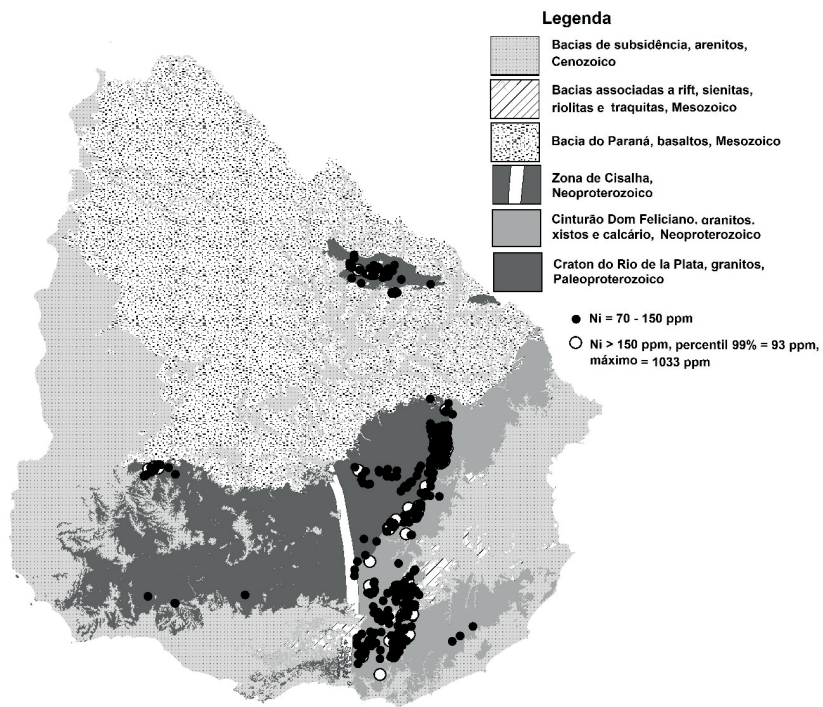 Legenda
Bacias de subsidência, arenitos,
Cenozoico
Bacias associadas a rift, sienitas,
riolitas e traquitas, Mesozoico
Bacia do Paraná, basaltos, Mesozoico
Zona de Cisalha,
Neoproterozoico
Cinturão Dom Feliciano, granitos,
xistos e calcário, Neoproterozoico
Craton do Rio de la Plata, granitos,
Paleoproterozoico
Ni = 70 - 150 ppm
Ni > 150 ppm, percentil 99% = 93 ppm,
máximo = 1033 ppm